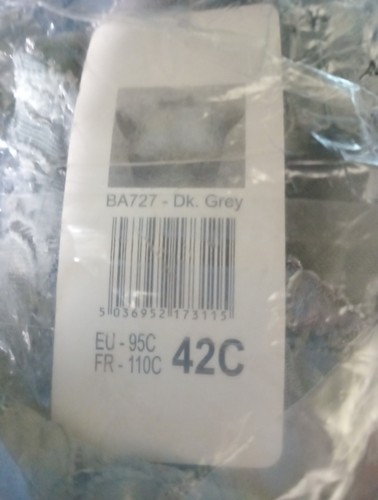 BA727 - Dk. Grey
5 036952 173115
EU - 95C
FR - 110C
42C